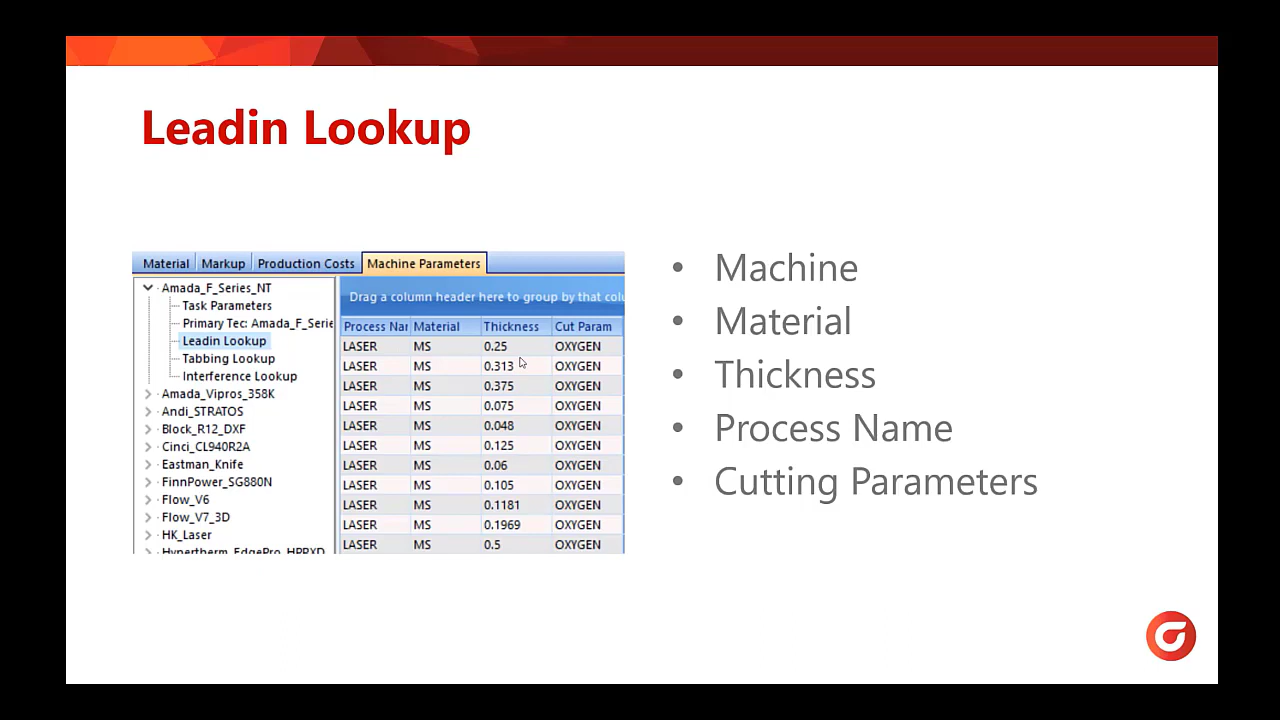 Leadin Lookup
Material Markup Production Costs Machine Parameters
Amada_F_Series_NT
Task Parameters
Primary Tec: Amada_F_Serie
Leadin Lookup
Tabbing Lookup
Interference Lookup
Amada_Vipros_358K
Andi_STRATOS
Block_R12_DXF
Cinci_CL940R2A
Eastman_Knife
FinnPower_SG880N
Flow_V6
Flow_V7_3D
HK_Laser
Hypertherm_EdgePro_HPRXD
Drag a column header here to group by that colu
Process Nar Material Thickness Cut Param
LASER MS 0.25 OXYGEN
LASER MS 0.313 OXYGEN
LASER MS 0.375 OXYGEN
LASER MS 0.075 OXYGEN
LASER MS 0.048 OXYGEN
LASER MS 0.125 OXYGEN
LASER MS 0.06 OXYGEN
LASER MS 0.105 OXYGEN
LASER MS 0.1181 OXYGEN
LASER MS 0.1969 OXYGEN
LASER MS 0.5 OXYGEN
• Machine
• Material
• Thickness
• Process Name
• Cutting Parameters